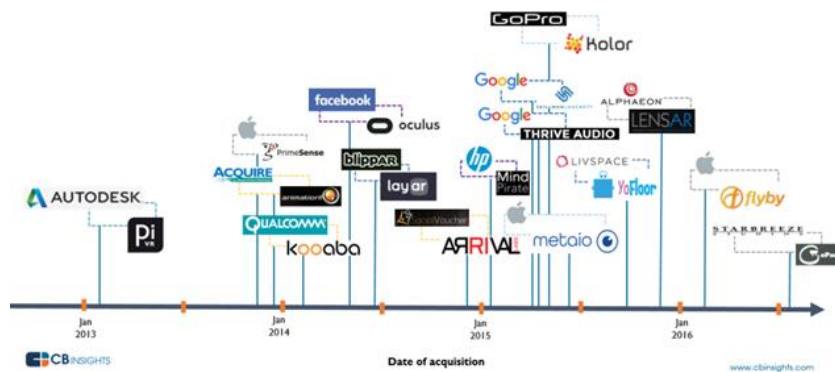 GoPro
kolor
Google
facebook
oculus
Google
THRIVE AUDIO
ALPHAEON
LENSAR
PrimeSense
blippAR
layar
hp
Mind
Pirate
LIVSPACE
YoFloor
ACQUIRE
AUTODESK
Pi
VR
QUALCOMM
kooaba
ARRIVAL
metaio
flyby
STARBREEZE
Jan
2013
Jan
2014
Jan
2015
Jan
2016
CBINSIGHTS
Date of acquisition
www.cbinsights.com